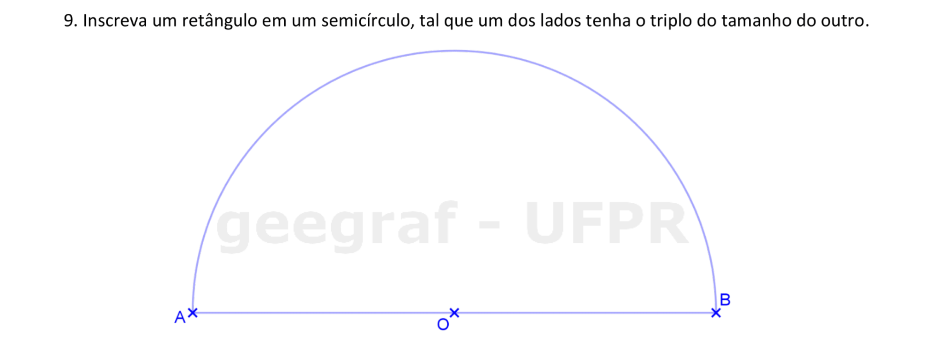 9. Inscreva um retângulo em um semicírculo, tal que um dos lados tenha o triplo do tamanho do outro.
geegraf - UFPR
B
A
O